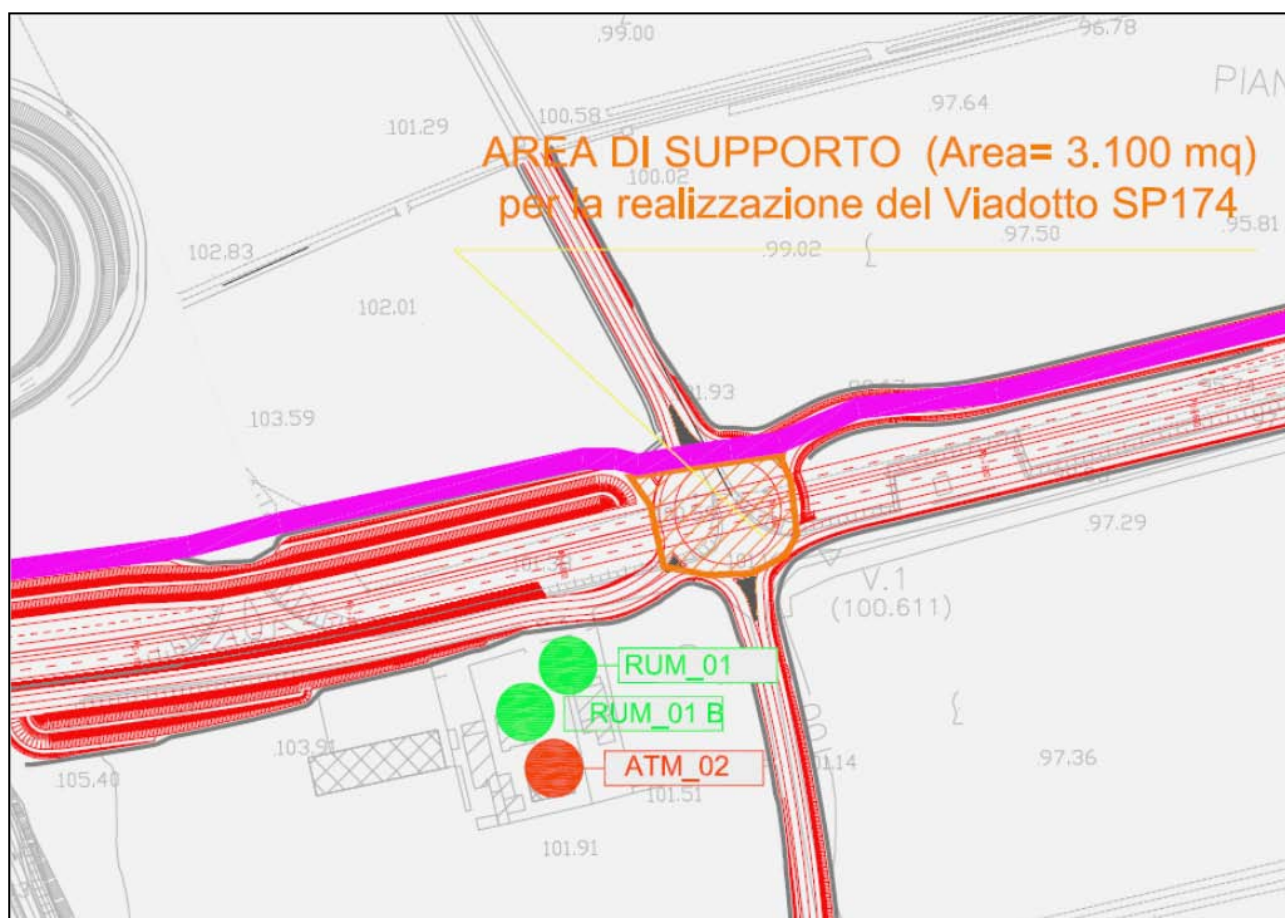 .99.00
96.78
PIAN
.97.64
100.58
.101.29
AREA DI SUPPORTO (Area= 3.100 mq)
.100.02
per la realizzazione del Viadotto SP174
.95.81
.97.50
.99.02
102.83
102.01
.103.59
.97.29
V.1
(100.611)
RUM_01
RUM_01 B
.103.91
ATM_02
.97.36
.105.40
.101.51
.101.91